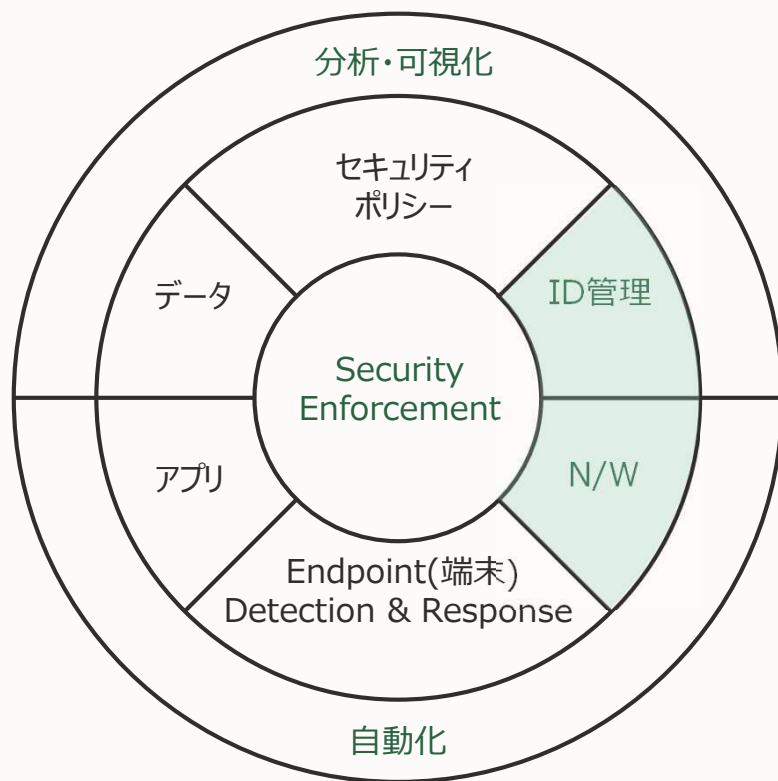 分析・可視化
セキュリティ
ポリシー
データ
ID管理
Security
Enforcement
アプリ
N/W
Endpoint(端末)
Detection & Response
自動化